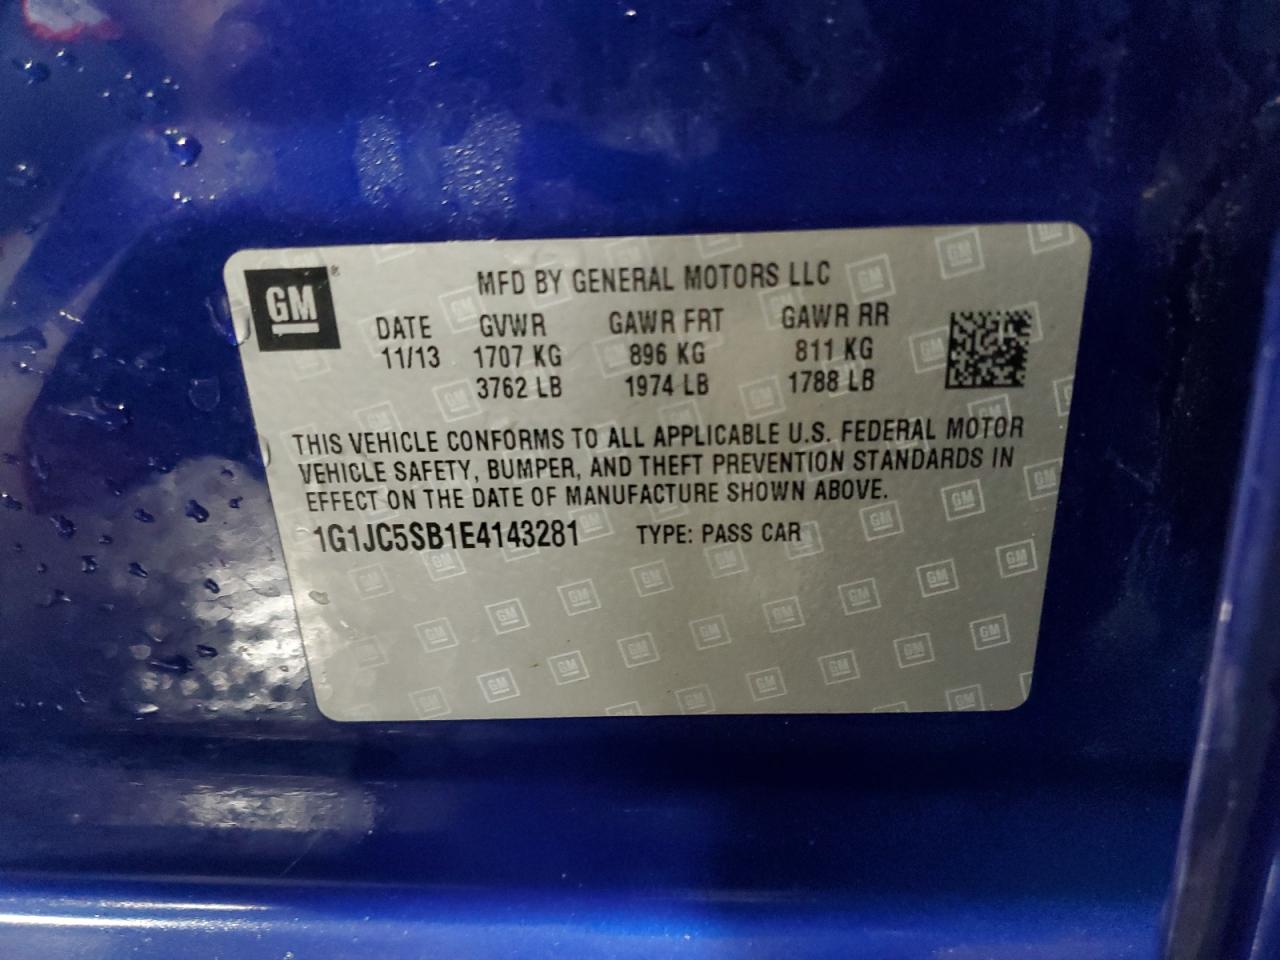 GM®
MFD BY GENERAL MOTORS LLC
DATE GVWR GAWR FRT GAWR RR
11/13 1707 KG 896 KG 811 KG
3762 LB 1974 LB 1788 LB
THIS VEHICLE CONFORMS TO ALL APPLICABLE U.S. FEDERAL MOTOR
VEHICLE SAFETY, BUMPER, AND THEFT PREVENTION STANDARDS IN
EFFECT ON THE DATE OF MANUFACTURE SHOWN ABOVE.
1G1JC5SB1E4143281 TYPE: PASS CAR